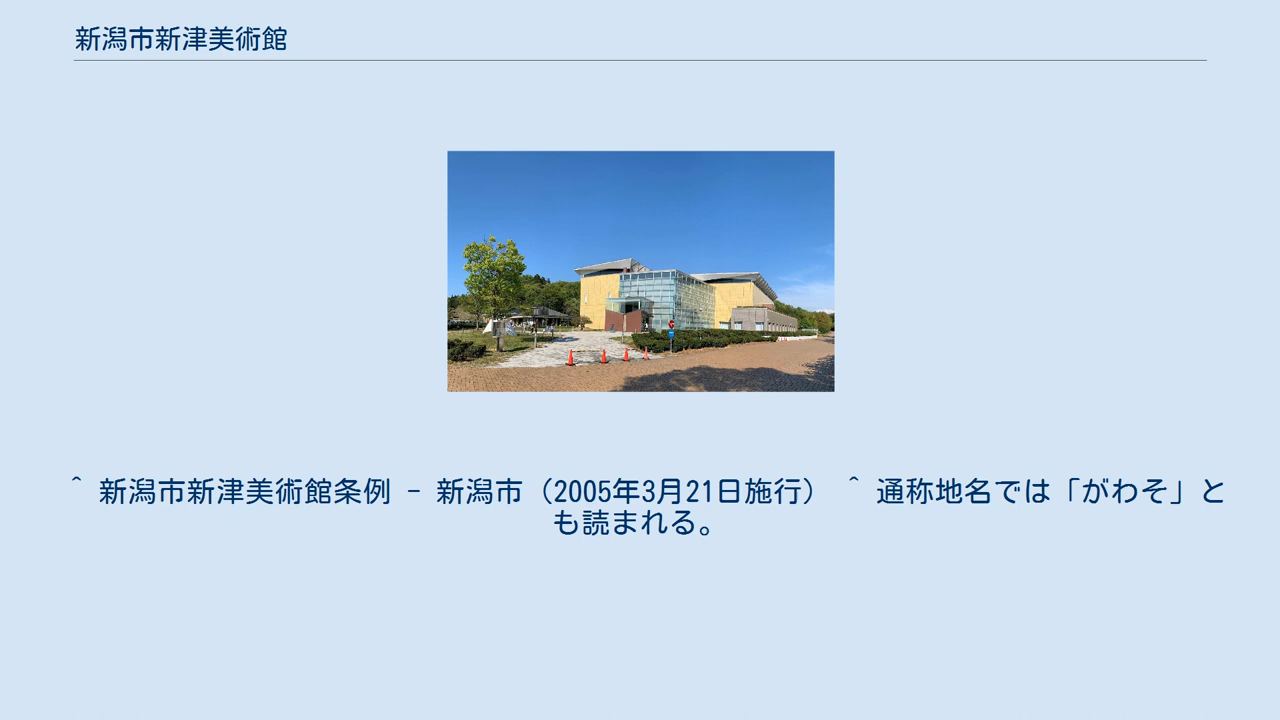 新潟市新津美術館
^ 新潟市新津美術館条例 - 新潟市（2005年3月21日施行） ^ 通称地名では「がわそ」と
も読まれる。